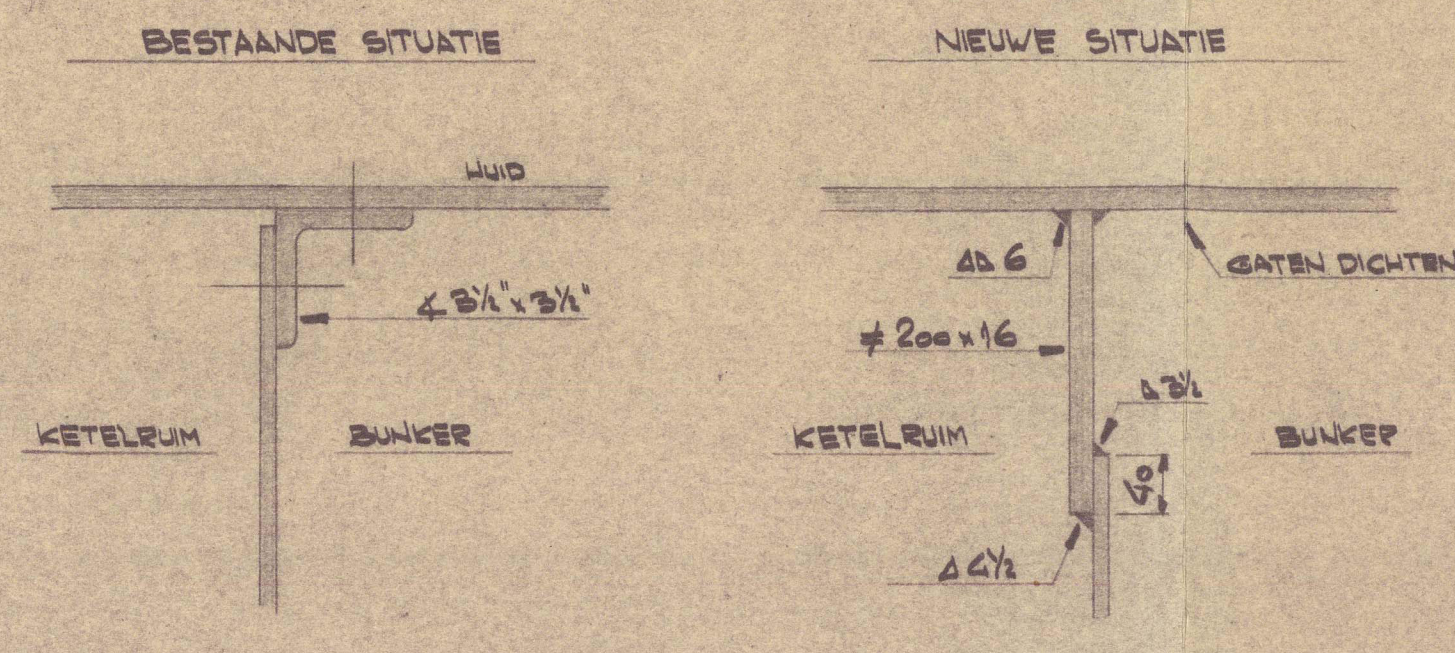 BESTAANDE SITUATIE
HUID
∡ 3½" x 3½"
KETELRUIM
BUNKER
NIEUWE SITUATIE
⊿⊿ 6
GATEN DICHTEN
≠ 200 x 16
⊿ 3½
KETELRUIM
BUNKER
40
⊿ 4½